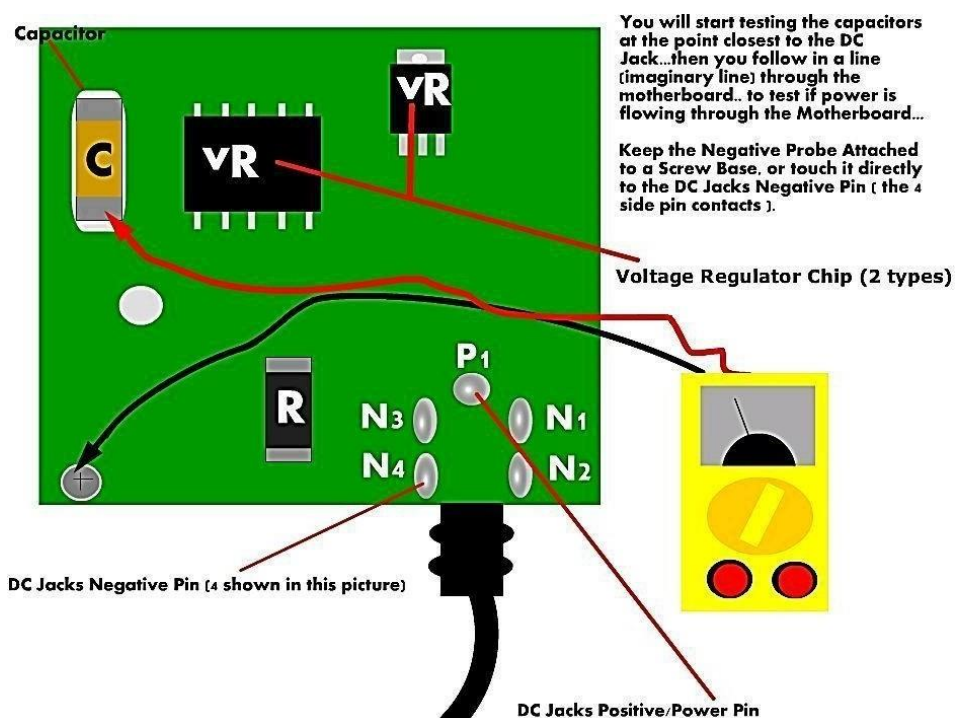 Capacitor
You will start testing the capacitors
at the point closest to the DC
Jack...then you follow in a line
(imaginary line) through the
motherboard.. to test if power is
flowing through the Motherboard...
Keep the Negative Probe Attached
to a Screw Base, or touch it directly
to the DC Jacks Negative Pin ( the 4
side pin contacts ).
vR
C
vR
Voltage Regulator Chip (2 types)
P1
R
N3
N1
N4
N2
DC Jacks Negative Pin (4 shown in this picture)
DC Jacks Positive/Power Pin